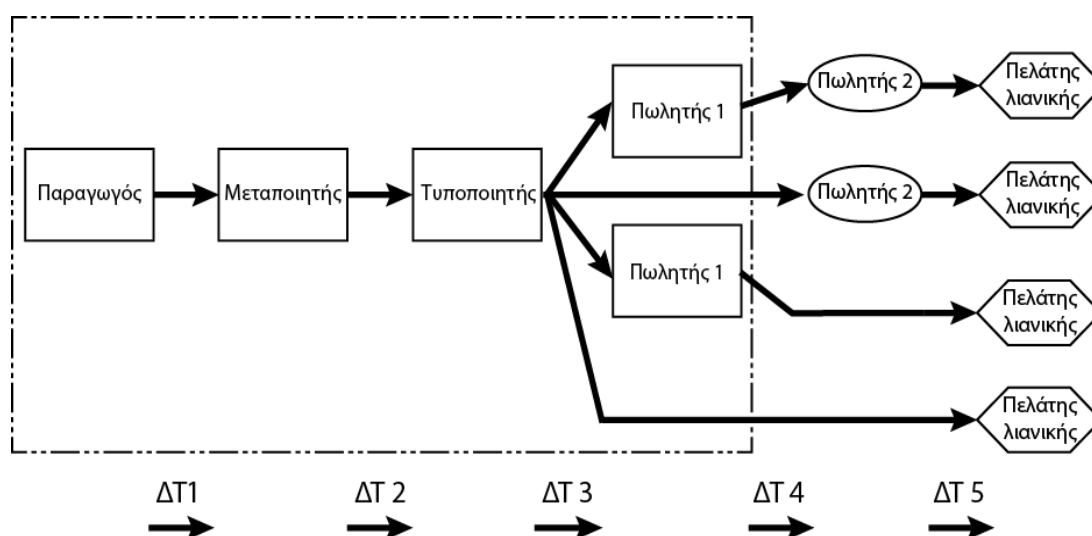 Πωλητής 1
Πωλητής 2
Πελάτης
λιανικής
Παραγωγός
Μεταποιητής
Τυποποιητής
Πωλητής 2
Πελάτης
λιανικής
Πωλητής 1
Πελάτης
λιανικής
Πελάτης
λιανικής
ΔΤ1
ΔΤ 2
ΔΤ 3
ΔΤ 4
ΔΤ 5